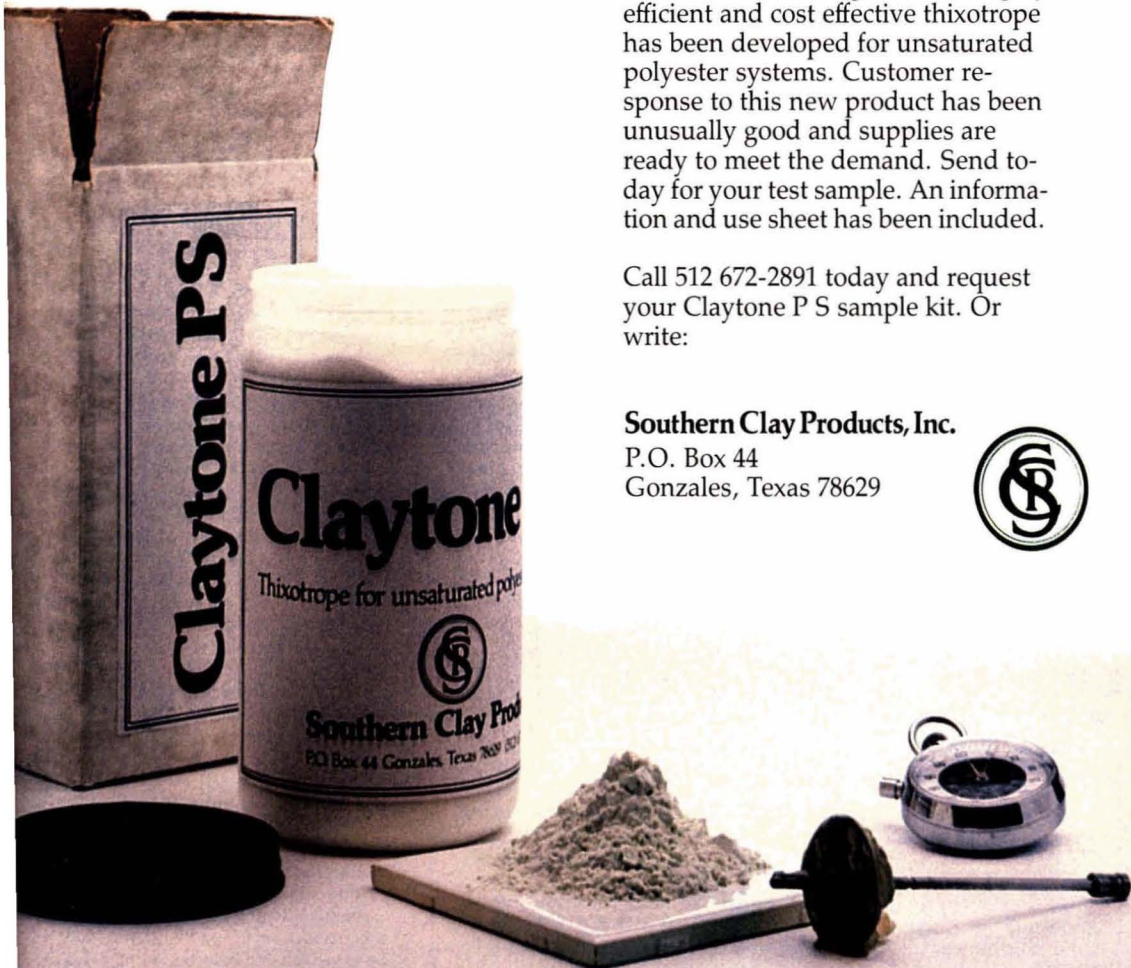 efficient and cost effective thixotrope
has been developed for unsaturated
polyester systems. Customer re-
sponse to this new product has been
unusually good and supplies are
ready to meet the demand. Send to-
day for your test sample. An informa-
tion and use sheet has been included.
Call 512 672-2891 today and request
your Claytone P S sample kit. Or
write:
Southern Clay Products, Inc.
P.O. Box 44
Gonzales, Texas 78629
Claytone PS
Claytone
Thixotrope for unsaturated
Southern Clay
P.O. Box 44 Gonzales, Texas 78629